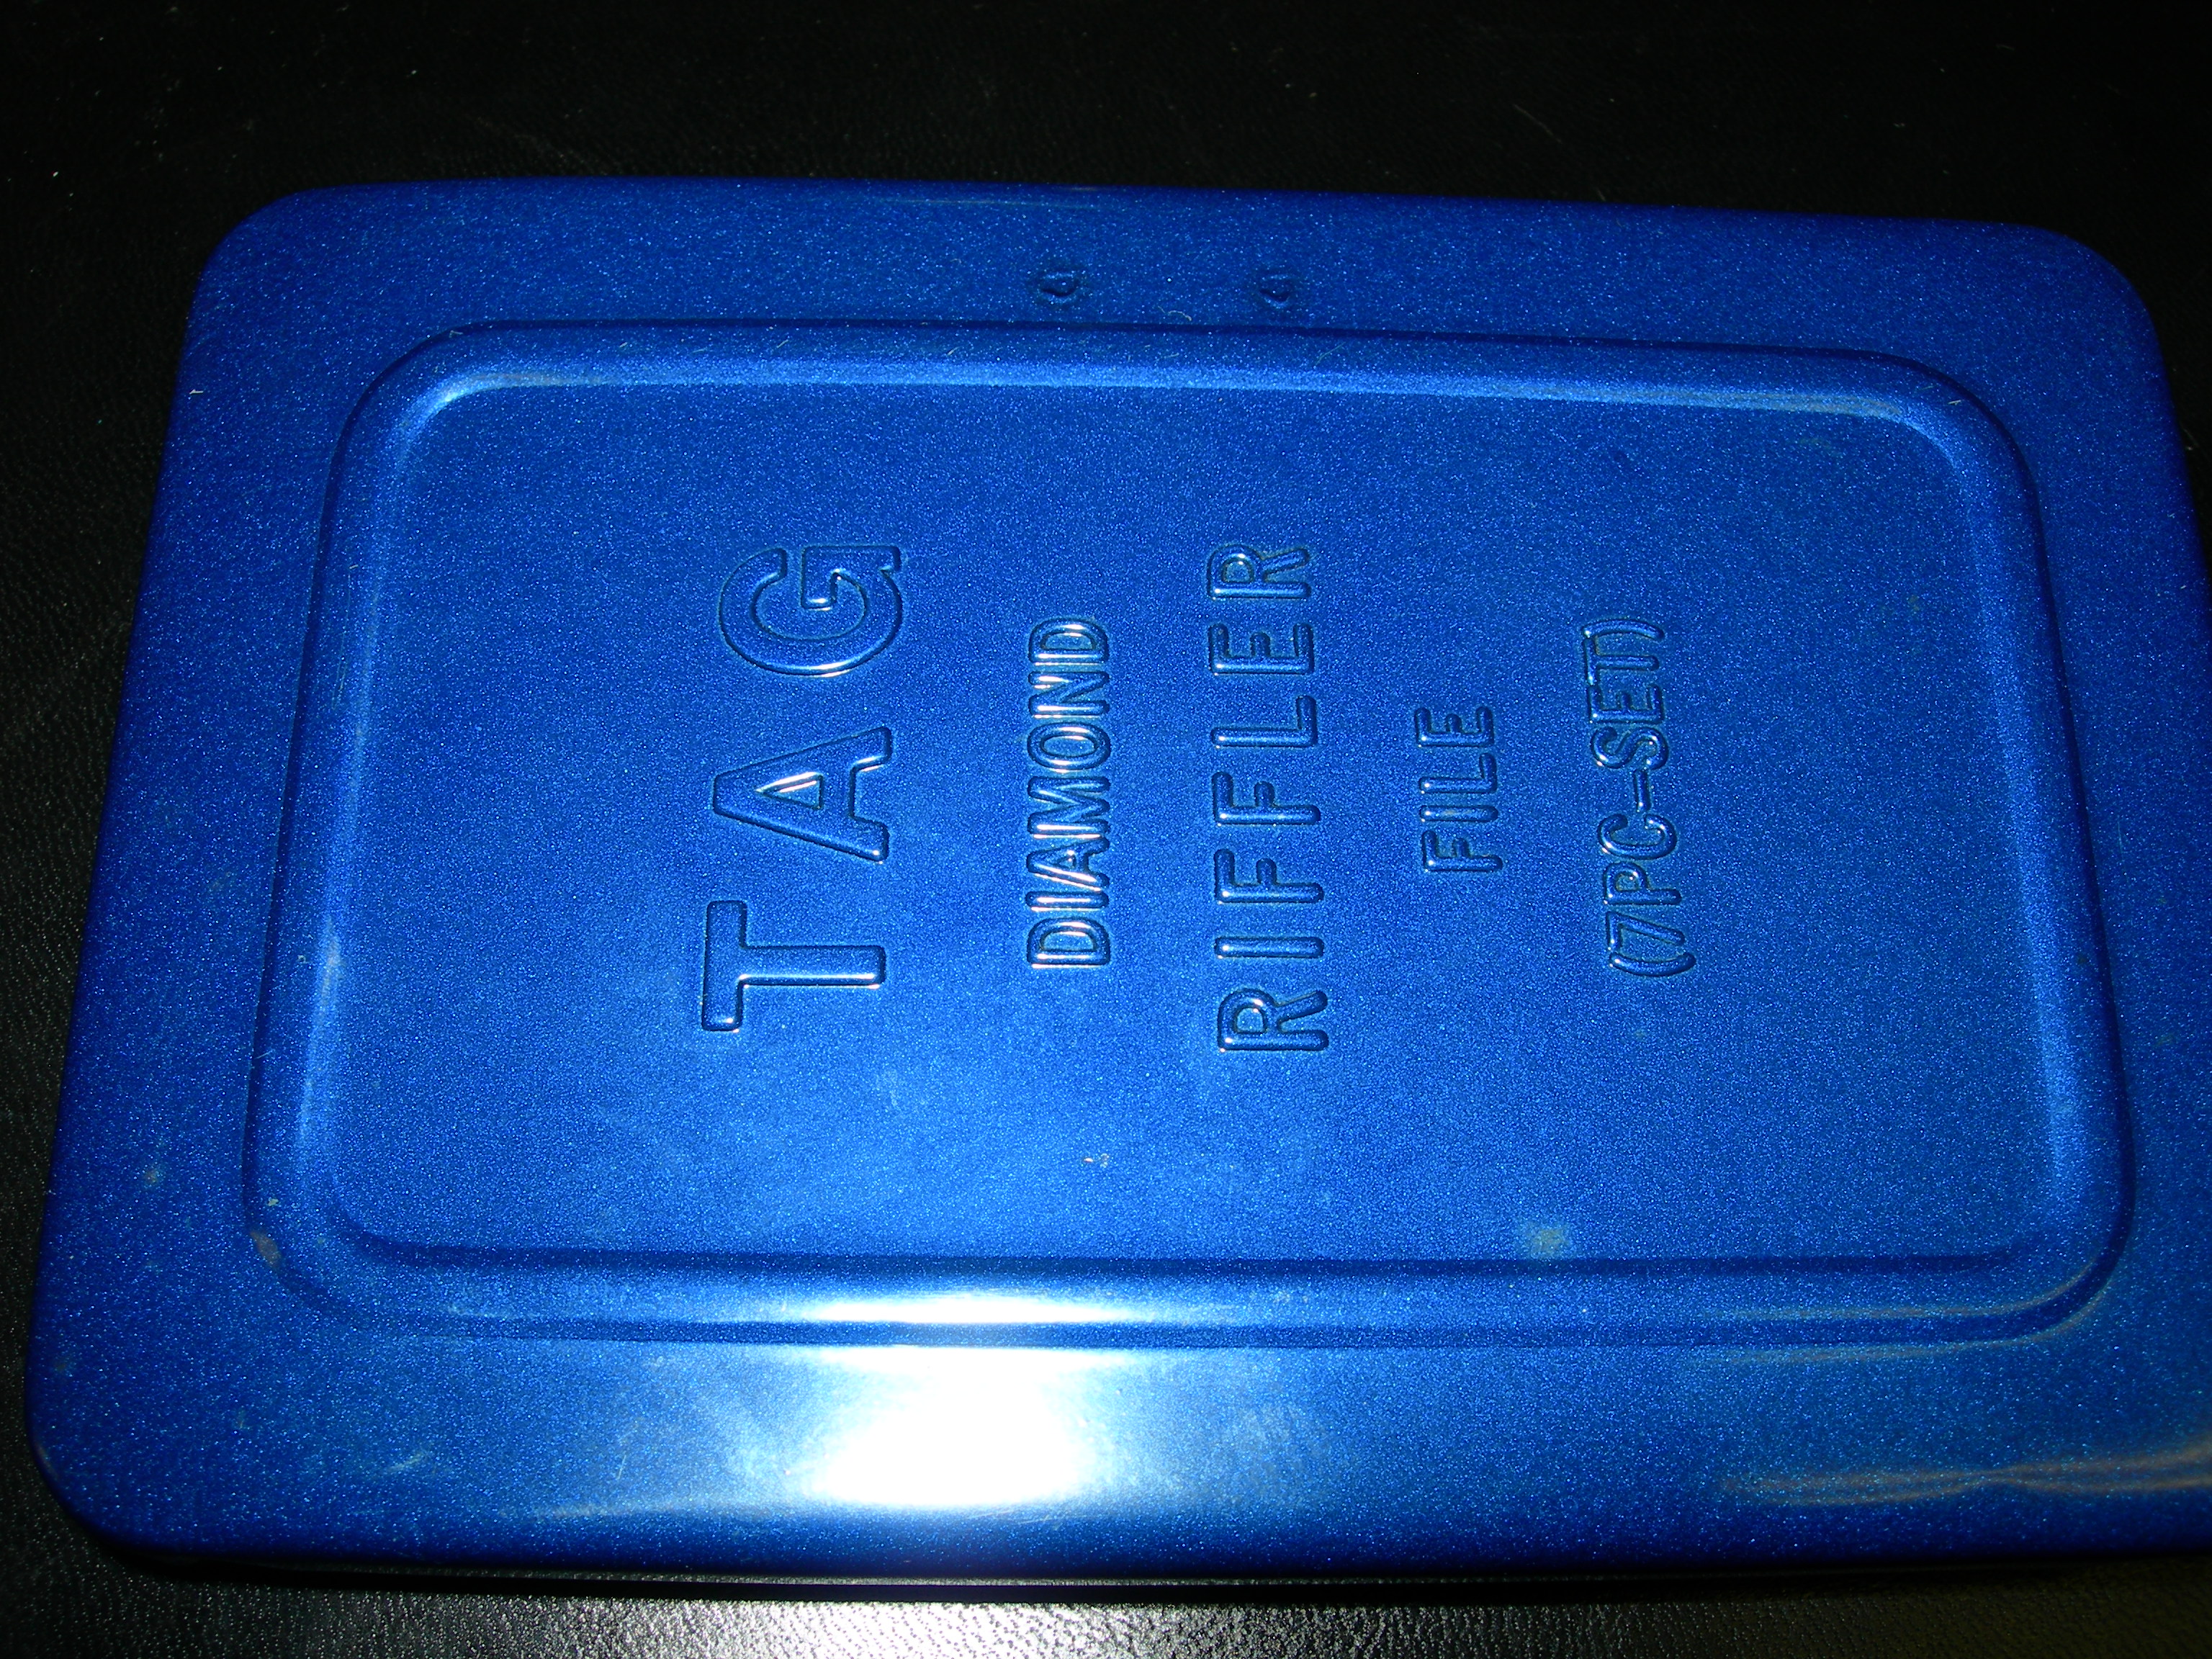 TAG
DIAMOND
RIFFLER
FILE
(7PC-SET)